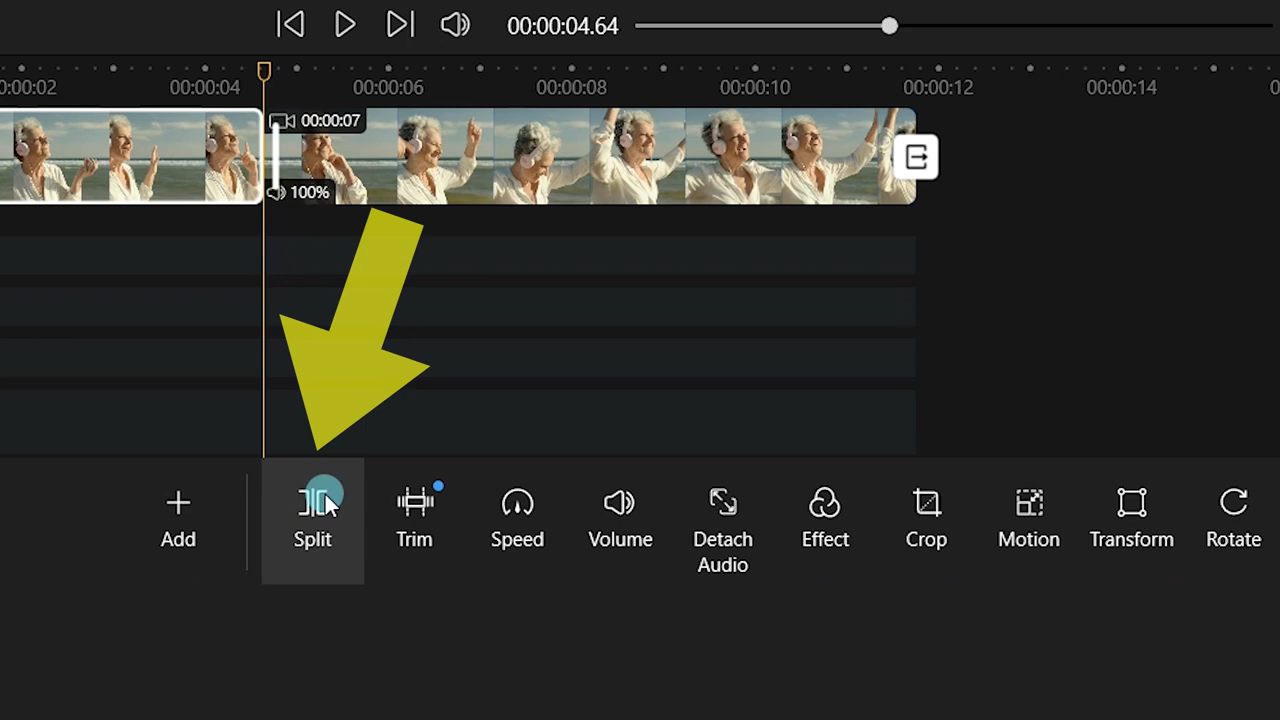 00:00:04.64
0:00:02
00:00:04
00:00:06
00:00:08
00:00:10
00:00:12
00:00:14
0
00:00:07
100%
Add
Split
Trim
Speed
Volume
Detach
Audio
Effect
Crop
Motion
Transform
Rotate